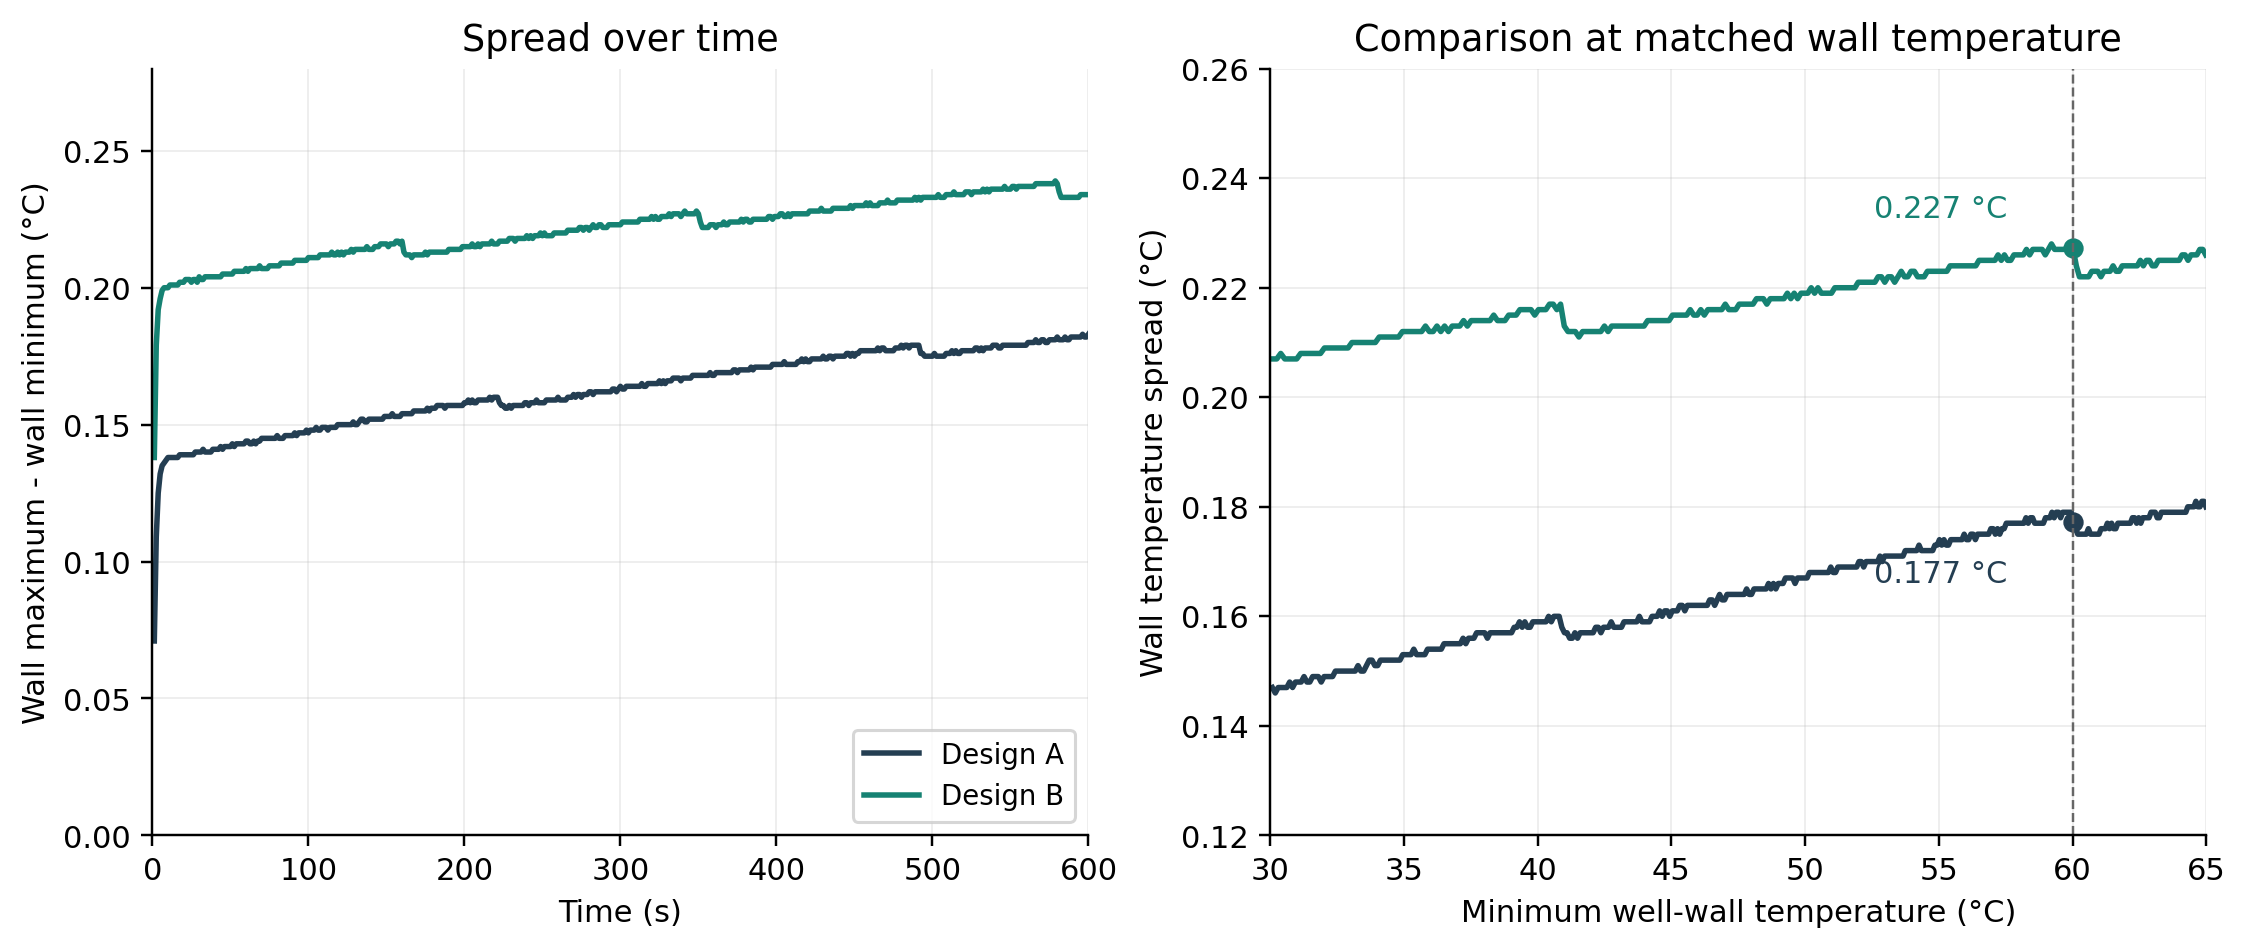 Spread over time
Wall maximum - wall minimum (°C)
0.25
0.20
0.15
0.10
0.05
0.00
0
100
200
300
400
500
600
Time (s)
Design A
Design B
Comparison at matched wall temperature
Wall temperature spread (°C)
0.26
0.24
0.22
0.20
0.18
0.16
0.14
0.12
0.227 °C
0.177 °C
30
35
40
45
50
55
60
65
Minimum well-wall temperature (°C)